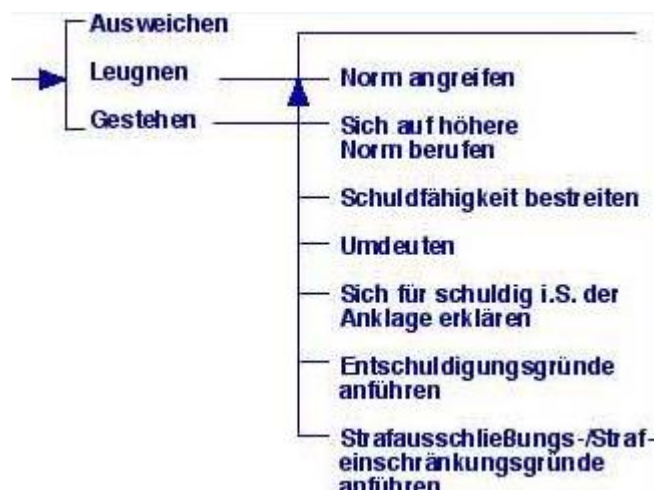 Ausweichen
Leugnen
Gestehen
Norm angreifen
Sich auf höhere
Norm berufen
Schuldfähigkeit bestreiten
Umdeuten
Sich für schuldig i.S. der
Anklage erklären
Entschuldigungsgründe
anführen
Strafausschließungs-/Straf-
einschränkungsgründe
anführen